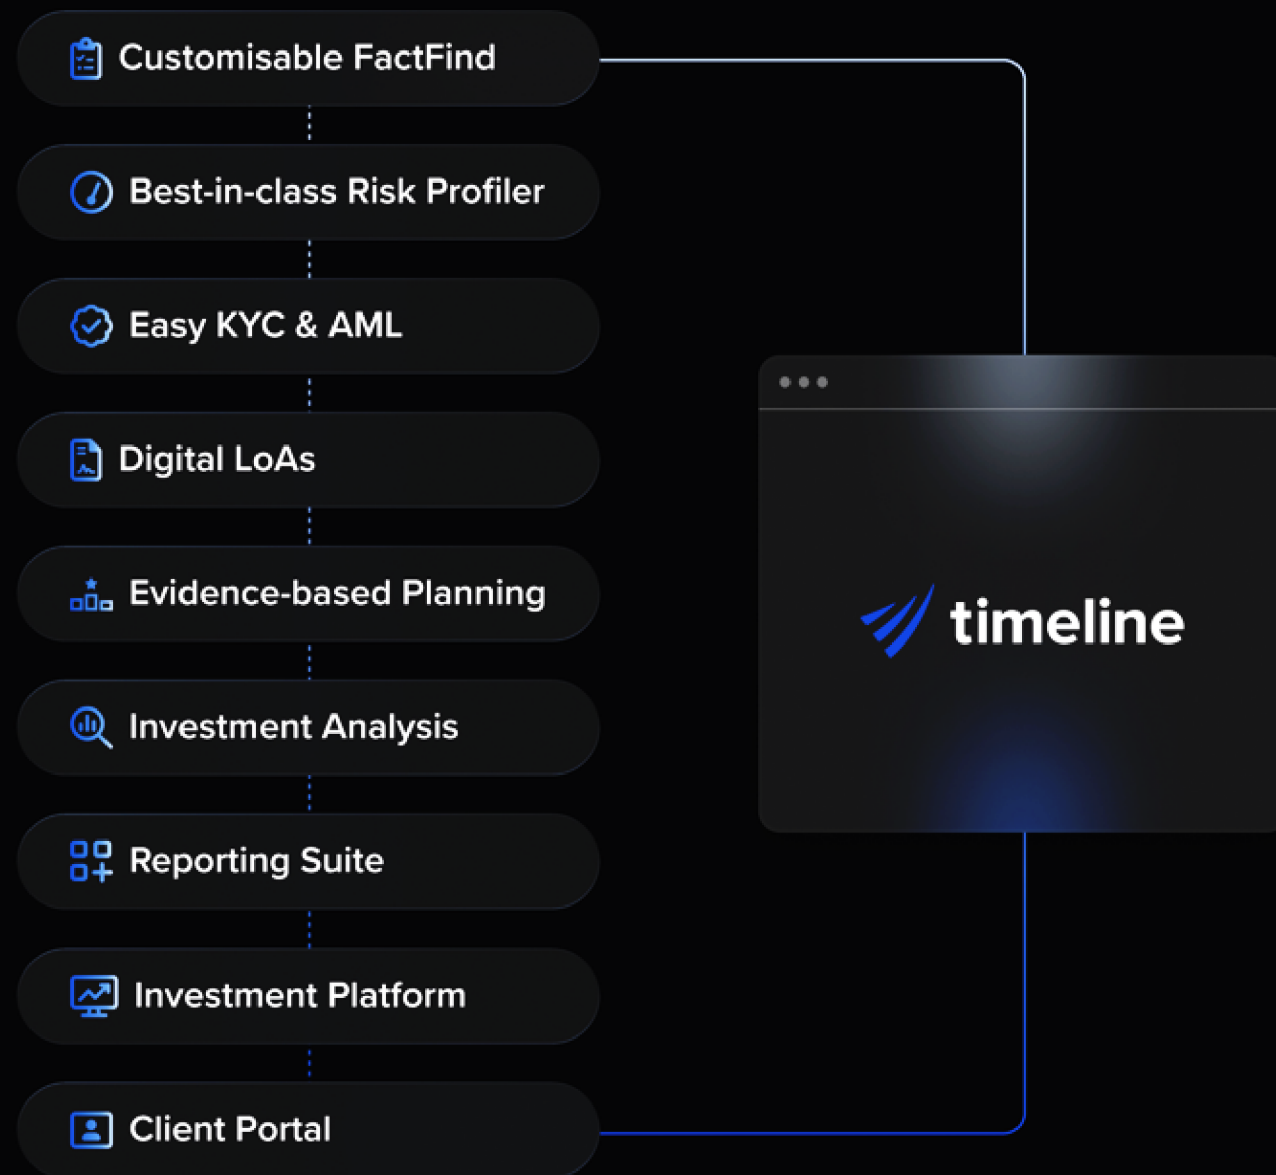 Customisable FactFind
Best-in-class Risk Profiler
Easy KYC & AML
Digital LoAs
Evidence-based Planning
Investment Analysis
Reporting Suite
Investment Platform
Client Portal
timeline